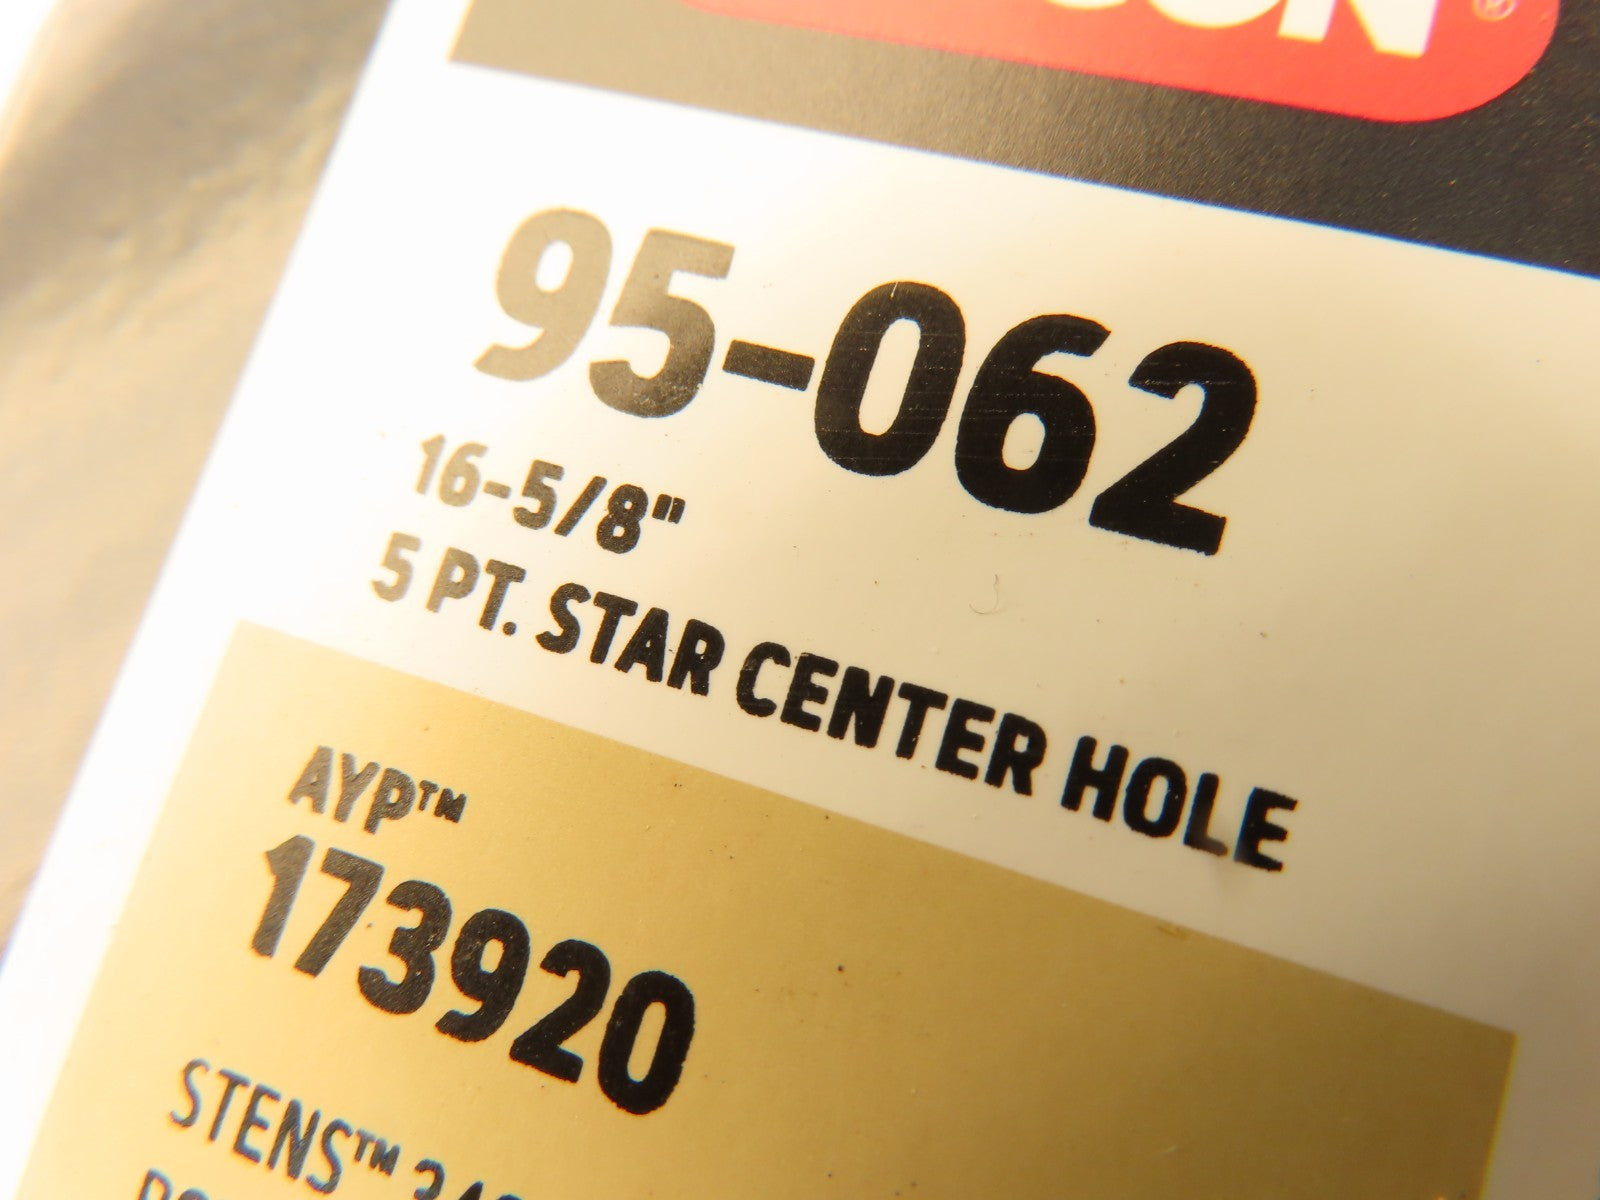 95-062
16-5/8"
5 PT. STAR CENTER HOLE
AYP™
173920
STENS™